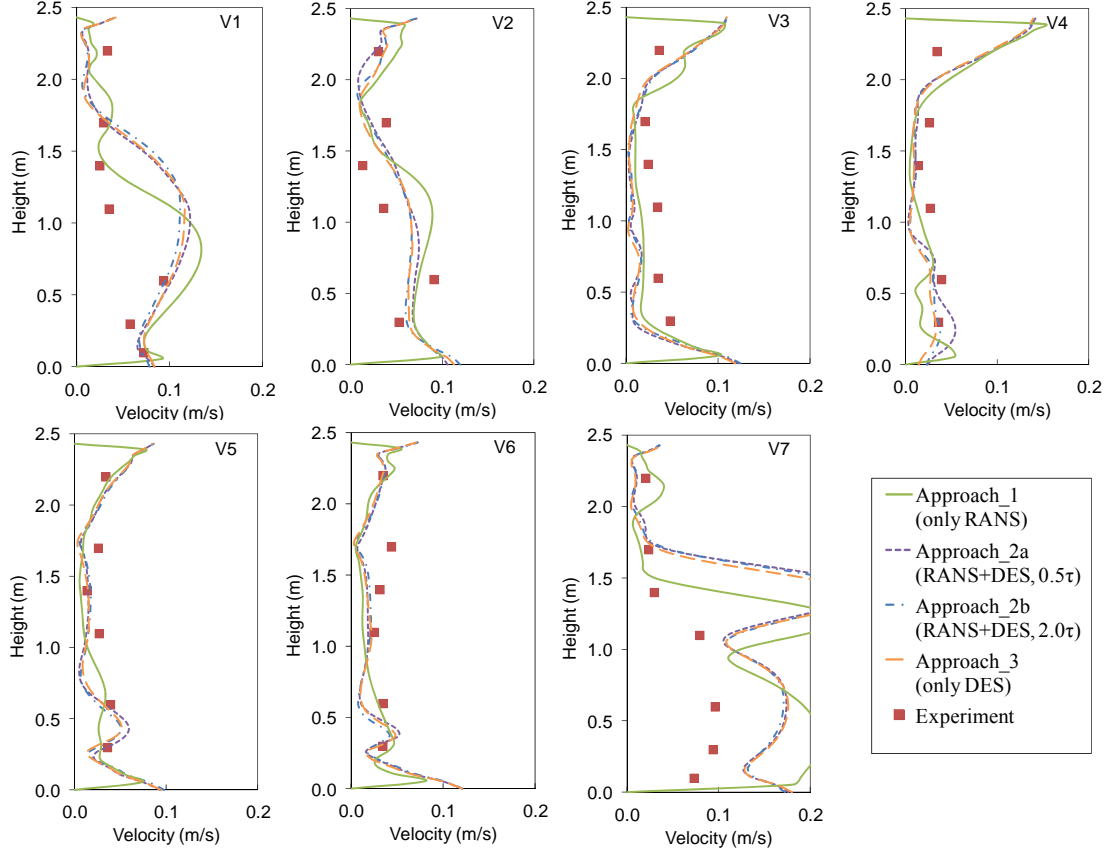 V1
2.5
2.0
1.5
1.0
0.5
0.0
Height (m)
0.0 0.1 0.2
Velocity (m/s)
V2
2.5
2.0
1.5
1.0
0.5
0.0
Height (m)
0.0 0.1 0.2
Velocity (m/s)
V3
2.5
2.0
1.5
1.0
0.5
0.0
Height (m)
0.0 0.1 0.2
Velocity (m/s)
V4
2.5
2.0
1.5
1.0
0.5
0.0
Height (m)
0.0 0.1 0.2
Velocity (m/s)
V5
2.5
2.0
1.5
1.0
0.5
0.0
Height (m)
0.0 0.1 0.2
Velocity (m/s)
V6
2.5
2.0
1.5
1.0
0.5
0.0
Height (m)
0.0 0.1 0.2
Velocity (m/s)
V7
2.5
2.0
1.5
1.0
0.5
0.0
Height (m)
0.0 0.1 0.2
Velocity (m/s)
Approach_1
(only RANS)
Approach_2a
(RANS+DES, 0.5τ)
Approach_2b
(RANS+DES, 2.0τ)
Approach_3
(only DES)
Experiment